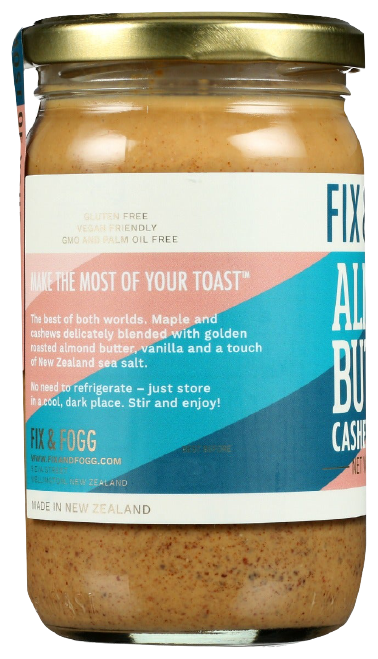 GLUTEN FREE
VEGAN FRIENDLY
GMO AND PALM OIL FREE
MAKE THE MOST OF YOUR TOAST™
The best of both worlds. Maple and
cashews delicately blended with golden
roasted almond butter, vanilla and a touch
of New Zealand sea salt.
No need to refrigerate – just store
in a cool, dark place. Stir and enjoy!
FIX & FOGG
WWW.FIXANDFOGG.COM
WELLINGTON, NEW ZEALAND
MADE IN NEW ZEALAND
FIX &
AL
BU
CASHE
NET